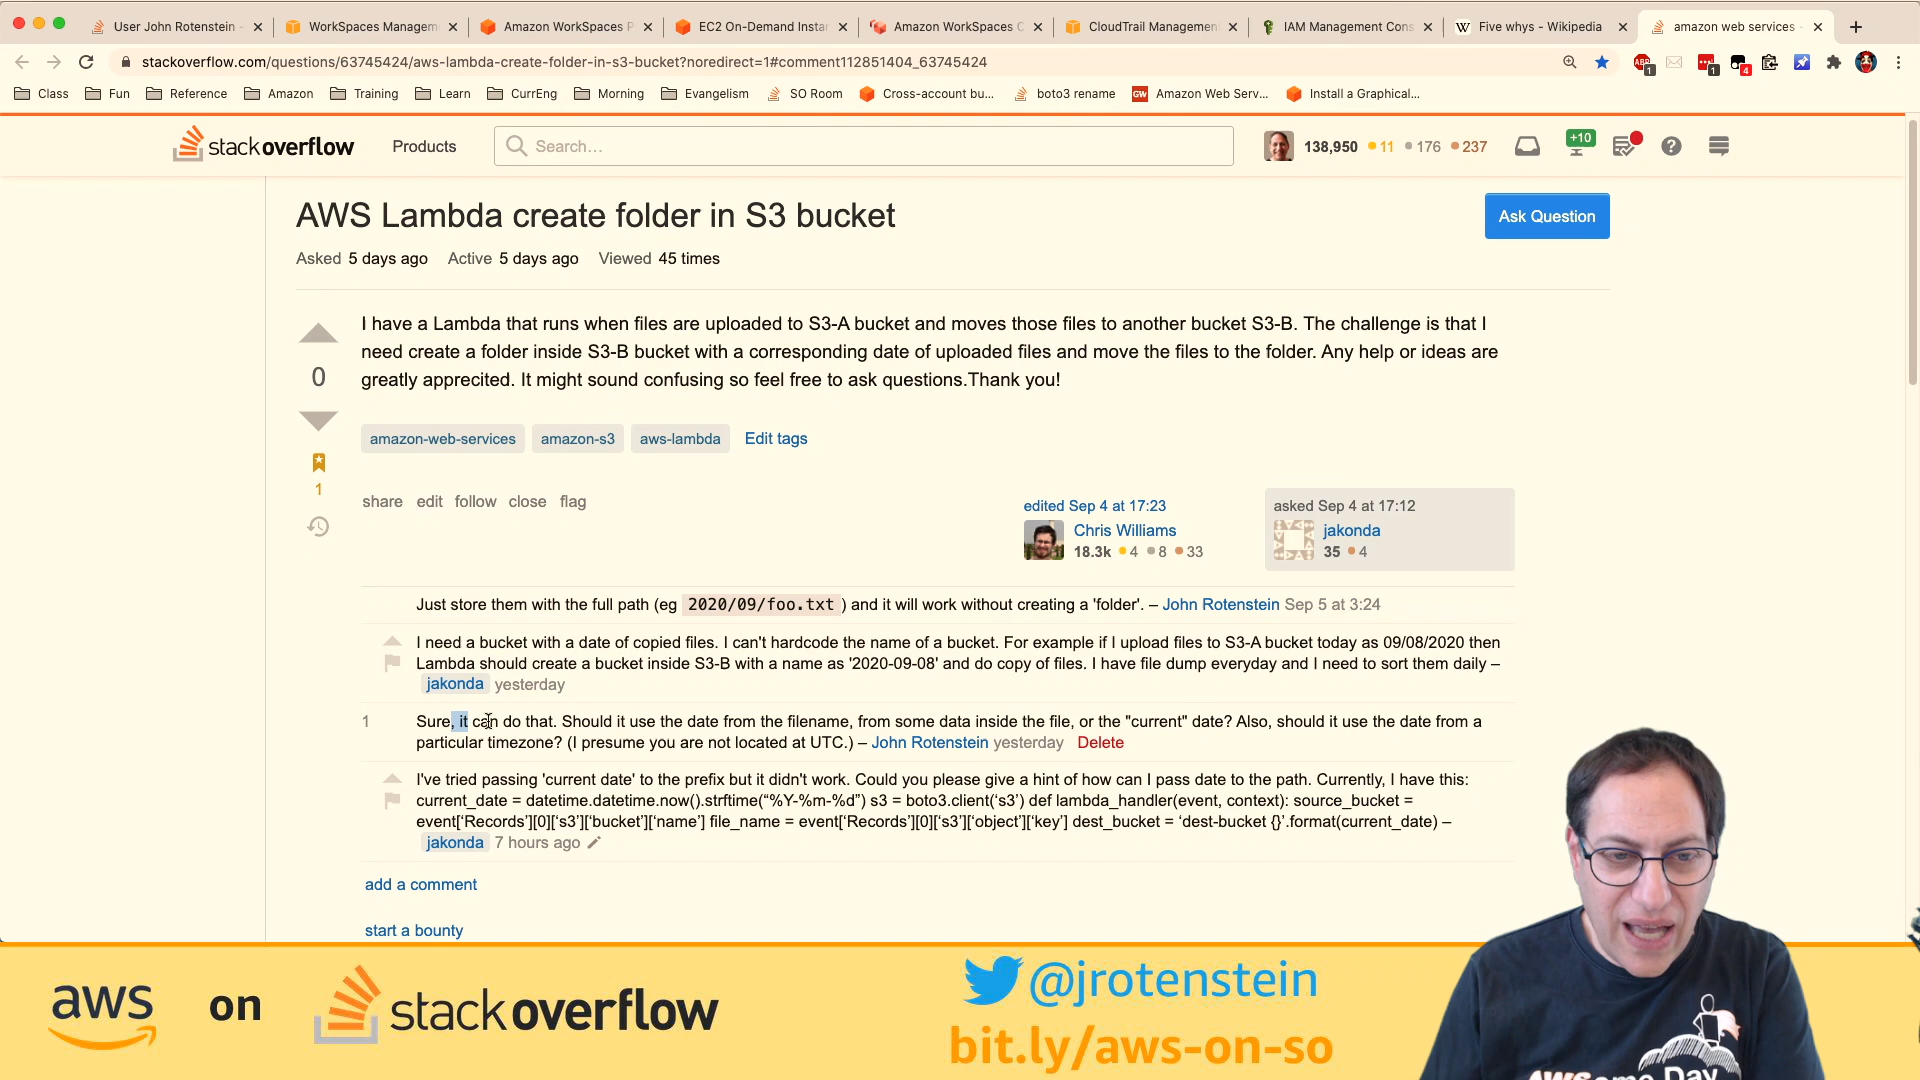 User John Rotenstein -
WorkSpaces Managem
Amazon WorkSpaces P
EC2 On-Demand Instan
Amazon WorkSpaces C
CloudTrail Management
IAM Management Cons
W Five whys - Wikipedia
amazon web services -
stackoverflow.com/questions/63745424/aws-lambda-create-folder-in-s3-bucket?noredirect=1#comment112851404_63745424
ABP 1 1 4
Class Fun Reference Amazon Training Learn CurrEng Morning Evangelism SO Room Cross-account bu... boto3 rename GW Amazon Web Serv... Install a Graphical...
stackoverflow Products Search... 138,950 11 176 237 +10
AWS Lambda create folder in S3 bucket
Ask Question
Asked 5 days ago Active 5 days ago Viewed 45 times
I have a Lambda that runs when files are uploaded to S3-A bucket and moves those files to another bucket S3-B. The challenge is that I
need create a folder inside S3-B bucket with a corresponding date of uploaded files and move the files to the folder. Any help or ideas are
greatly apprecited. It might sound confusing so feel free to ask questions.Thank you!
0
amazon-web-services amazon-s3 aws-lambda Edit tags
1
share edit follow close flag
edited Sep 4 at 17:23
Chris Williams
18.3k 4 8 33
asked Sep 4 at 17:12
jakonda
35 4
Just store them with the full path (eg 2020/09/foo.txt ) and it will work without creating a 'folder'. – John Rotenstein Sep 5 at 3:24
I need a bucket with a date of copied files. I can't hardcode the name of a bucket. For example if I upload files to S3-A bucket today as 09/08/2020 then
Lambda should create a bucket inside S3-B with a name as '2020-09-08' and do copy of files. I have file dump everyday and I need to sort them daily –
jakonda yesterday
1 Sure, it can do that. Should it use the date from the filename, from some data inside the file, or the "current" date? Also, should it use the date from a
particular timezone? (I presume you are not located at UTC.) – John Rotenstein yesterday Delete
I've tried passing 'current date' to the prefix but it didn't work. Could you please give a hint of how can I pass date to the path. Currently, I have this:
current_date = datetime.datetime.now().strftime(“%Y-%m-%d”) s3 = boto3.client(‘s3’) def lambda_handler(event, context): source_bucket =
event[‘Records’][0][‘s3’][‘bucket’][‘name’] file_name = event[‘Records’][0][‘s3’][‘object’][‘key’] dest_bucket = ‘dest-bucket {}’.format(current_date) –
jakonda 7 hours ago
add a comment
start a bounty
aws on stackoverflow
@jrotenstein
bit.ly/aws-on-so
AWSome Day